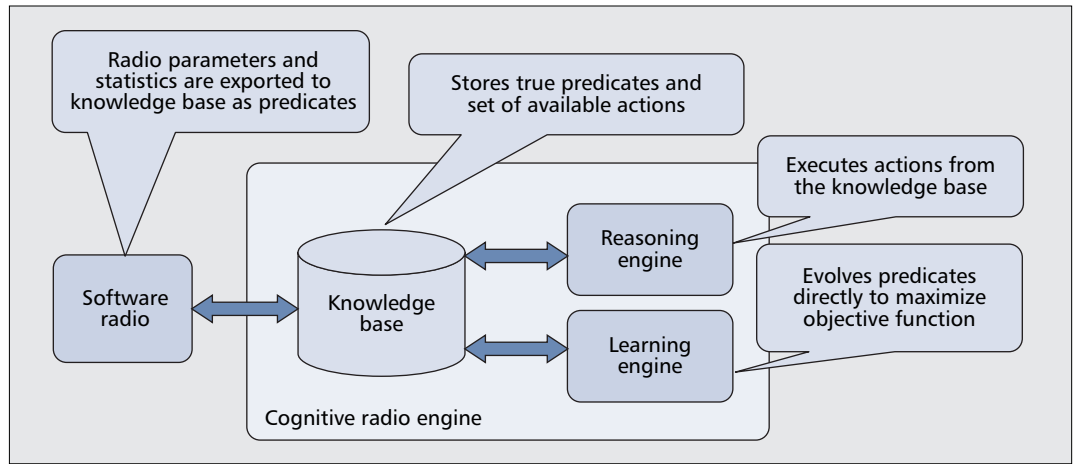 Radio parameters and
statistics are exported to
knowledge base as predicates
Stores true predicates and
set of available actions
Executes actions from
the knowledge base
Reasoning
engine
Evolves predicates
directly to maximize
objective function
Software
radio
Knowledge
base
Learning
engine
Cognitive radio engine